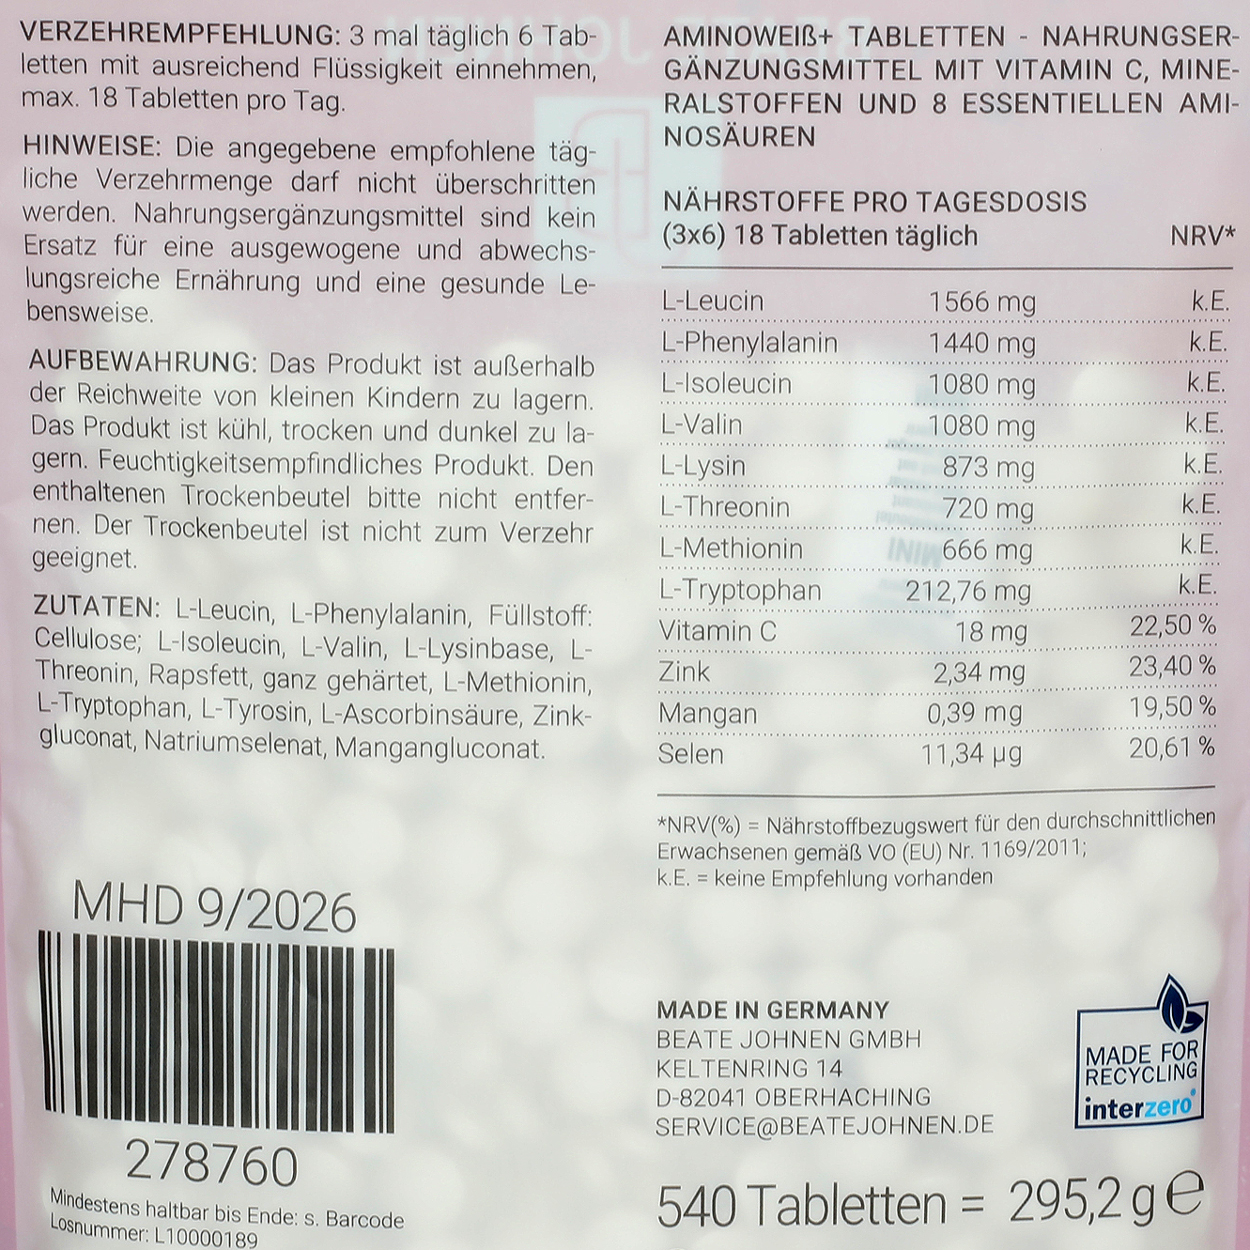 VERZEHREMPFEHLUNG: 3 mal täglich 6 Tab-
letten mit ausreichend Flüssigkeit einnehmen,
max. 18 Tabletten pro Tag.
HINWEISE: Die angegebene empfohlene täg-
liche Verzehrmenge darf nicht überschritten
werden. Nahrungsergänzungsmittel sind kein
Ersatz für eine ausgewogene und abwechs-
lungsreiche Ernährung und eine gesunde Le-
bensweise.
AUFBEWAHRUNG: Das Produkt ist außerhalb
der Reichweite von kleinen Kindern zu lagern.
Das Produkt ist kühl, trocken und dunkel zu la-
gern. Feuchtigkeitsempfindliches Produkt. Den
enthaltenen Trockenbeutel bitte nicht entfer-
nen. Der Trockenbeutel ist nicht zum Verzehr
geeignet.
ZUTATEN: L-Leucin, L-Phenylalanin, Füllstoff:
Cellulose; L-Isoleucin, L-Valin, L-Lysinbase, L-
Threonin, Rapsfett, ganz gehärtet, L-Methionin,
L-Tryptophan, L-Tyrosin, L-Ascorbinsäure, Zink-
gluconat, Natriumselenat, Mangangluconat.
MHD 9/2026
278760
Mindestens haltbar bis Ende: s. Barcode
Losnummer: L10000189
AMINOWEIß+ TABLETTEN - NAHRUNGSER-
GÄNZUNGSMITTEL MIT VITAMIN C, MINE-
RALSTOFFEN UND 8 ESSENTIELLEN AMI-
NOSÄUREN
NÄHRSTOFFE PRO TAGESDOSIS
(3x6) 18 Tabletten täglich NRV*
L-Leucin 1566 mg k.E.
L-Phenylalanin 1440 mg k.E.
L-Isoleucin 1080 mg k.E.
L-Valin 1080 mg k.E.
L-Lysin 873 mg k.E.
L-Threonin 720 mg k.E.
L-Methionin 666 mg k.E.
L-Tryptophan 212,76 mg k.E.
Vitamin C 18 mg 22,50 %
Zink 2,34 mg 23,40 %
Mangan 0,39 mg 19,50 %
Selen 11,34 µg 20,61 %
*NRV(%) = Nährstoffbezugswert für den durchschnittlichen
Erwachsenen gemäß VO (EU) Nr. 1169/2011;
k.E. = keine Empfehlung vorhanden
MADE IN GERMANY
BEATE JOHNEN GMBH
KELTENRING 14
D-82041 OBERHACHING
SERVICE@BEATEJOHNEN.DE
MADE FOR
RECYCLING
interzero
540 Tabletten = 295,2 g e